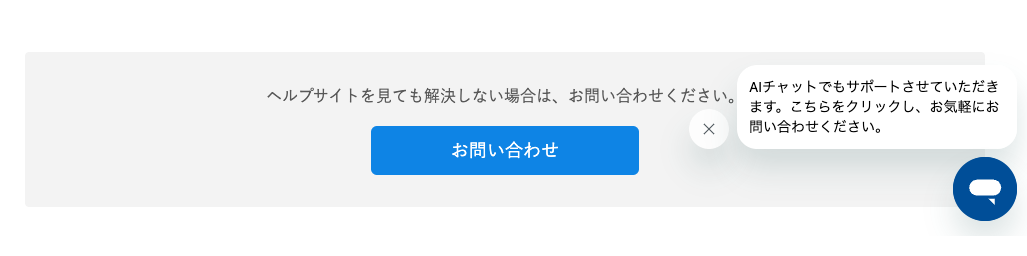 ヘルプサイトを見ても解決しない場合は、お問い合わせください。
お問い合わせ
AIチャットでもサポートさせていただき
ます。こちらをクリックし、お気軽にお
問い合わせください。